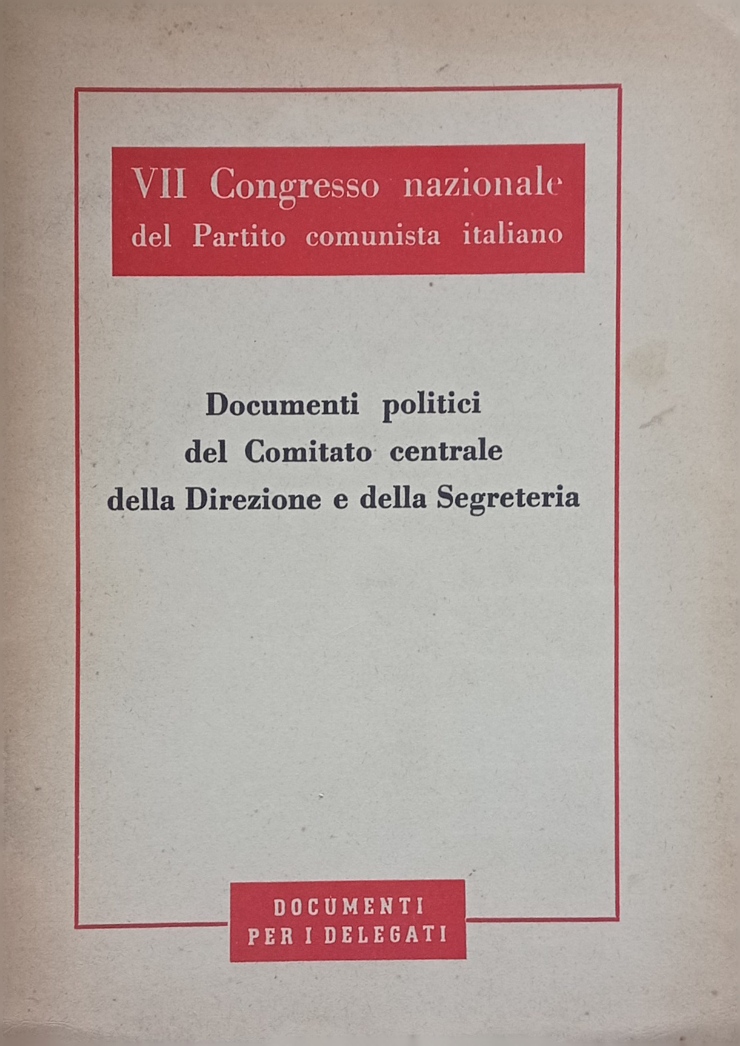 VII Congresso nazionale
del Partito comunista italiano
Documenti politici
del Comitato centrale
della Direzione e della Segreteria
DOCUMENTI
PER I DELEGATI